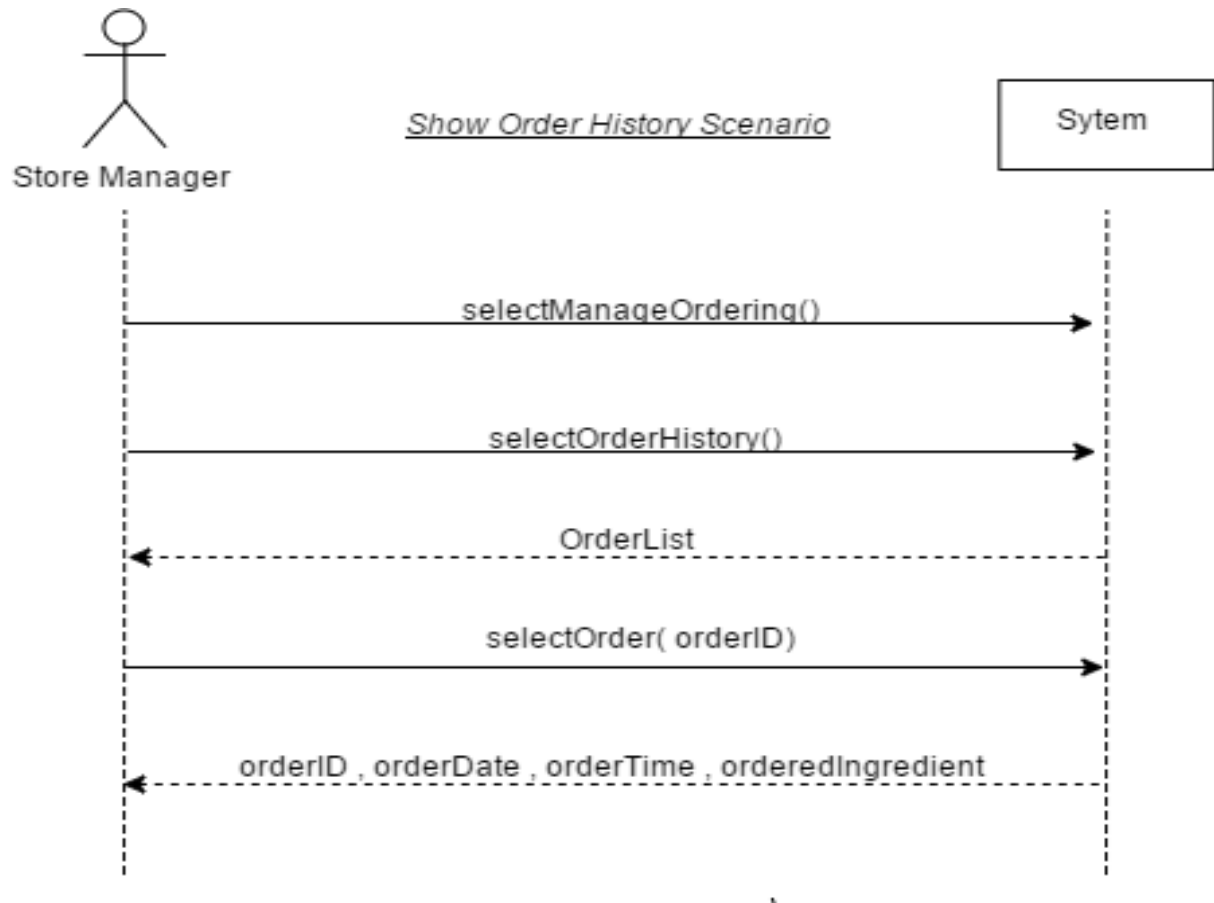 Show Order History Scenario
Sytem
Store Manager
selectManageOrdering()
selectOrderHistory()
OrderList
selectOrder( orderID)
orderID , orderDate , orderTime , orderedIngredient